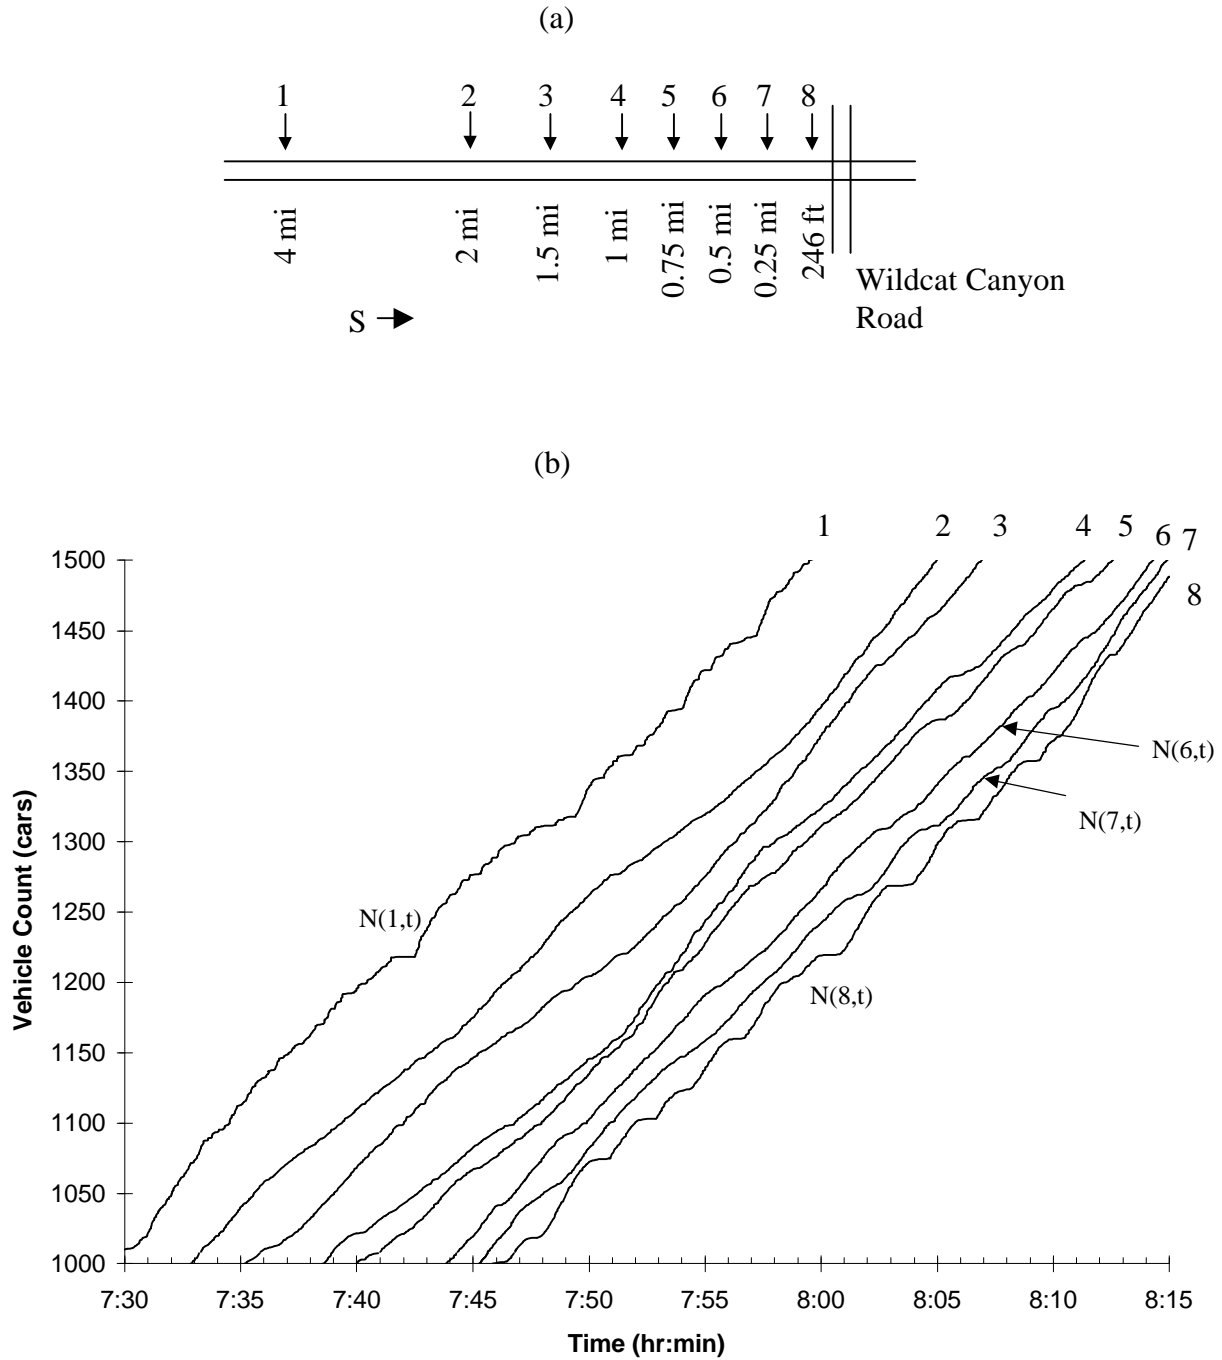 (a)
1 2 3 4 5 6 7 8
4 mi 2 mi 1.5 mi 1 mi 0.75 mi 0.5 mi 0.25 mi 246 ft
Wildcat Canyon
Road
S
(b)
1 2 3 4 5 6 7
8
1500
1450
1400
1350
1300
1250
1200
1150
1100
1050
1000
Vehicle Count (cars)
N(6,t)
N(7,t)
N(1,t)
N(8,t)
7:30 7:35 7:40 7:45 7:50 7:55 8:00 8:05 8:10 8:15
Time (hr:min)